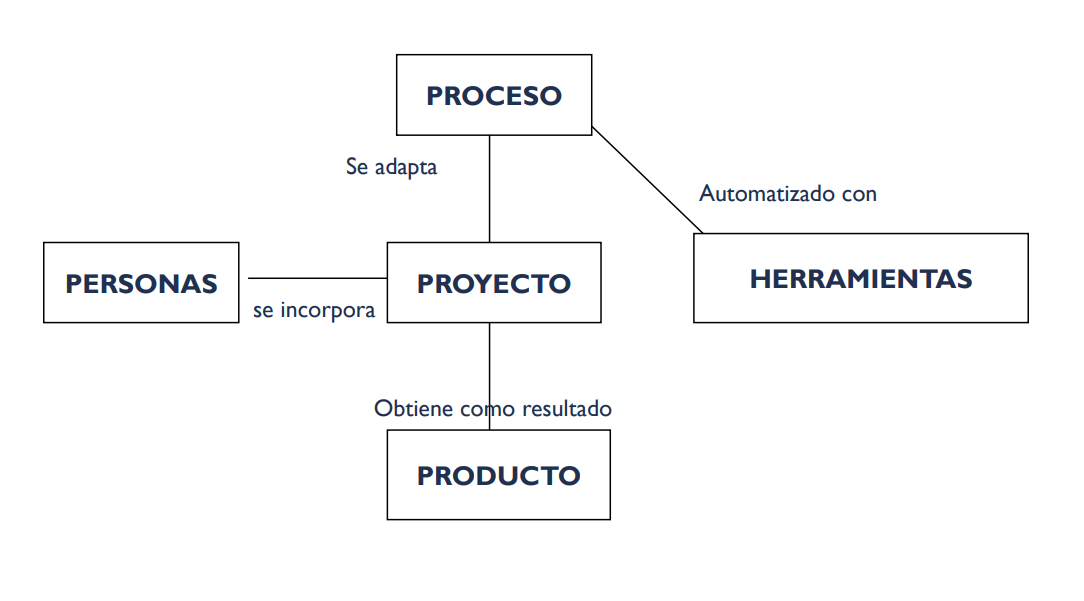 PROCESO
Se adapta
Automatizado con
PERSONAS
se incorpora
PROYECTO
HERRAMIENTAS
Obtiene como resultado
PRODUCTO